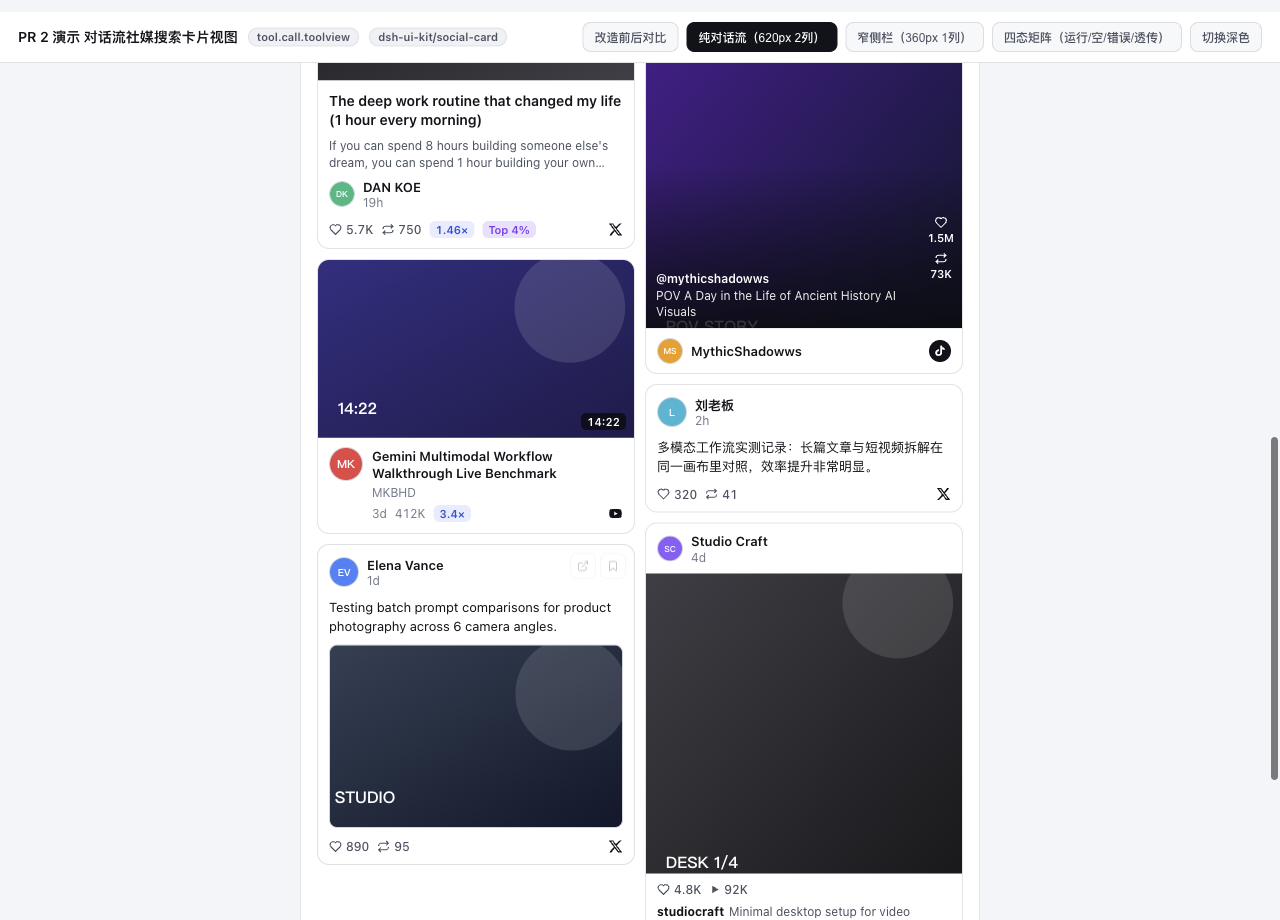 PR 2 演示 对话流社媒搜索卡片视图
tool.call.toolview
dsh-ui-kit/social-card
改造前后对比
纯对话流（620px 2列）
窄侧栏（360px 1列）
四态矩阵（运行/空/错误/透传）
切换深色
The deep work routine that changed my life
(1 hour every morning)
If you can spend 8 hours building someone else's
dream, you can spend 1 hour building your own...
DK
DAN KOE
19h
5.7K
750
1.46×
Top 4%
14:22
14:22
MK
Gemini Multimodal Workflow
Walkthrough Live Benchmark
MKBHD
3d 412K 3.4×
EV
Elena Vance
1d
Testing batch prompt comparisons for product
photography across 6 camera angles.
STUDIO
890
95
1.5M
73K
@mythicshadowws
POV A Day in the Life of Ancient History AI
Visuals
POV STORY
MS
MythicShadowws
L
刘老板
2h
多模态工作流实测记录：长篇文章与短视频拆解在
同一画布里对照，效率提升非常明显。
320
41
SC
Studio Craft
4d
DESK 1/4
4.8K
92K
studiocraft Minimal desktop setup for video